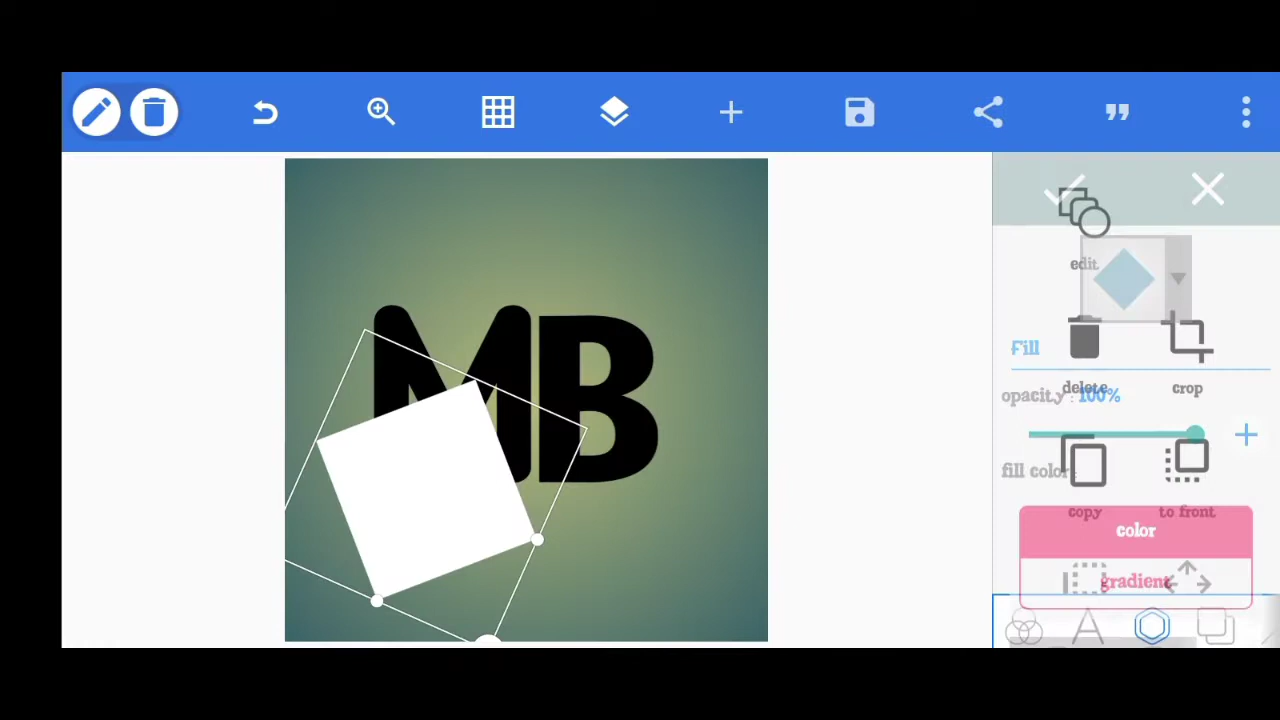 MB
edit
Fill
delete
crop
opacity : 100%
fill color
copy
to front
color
gradient